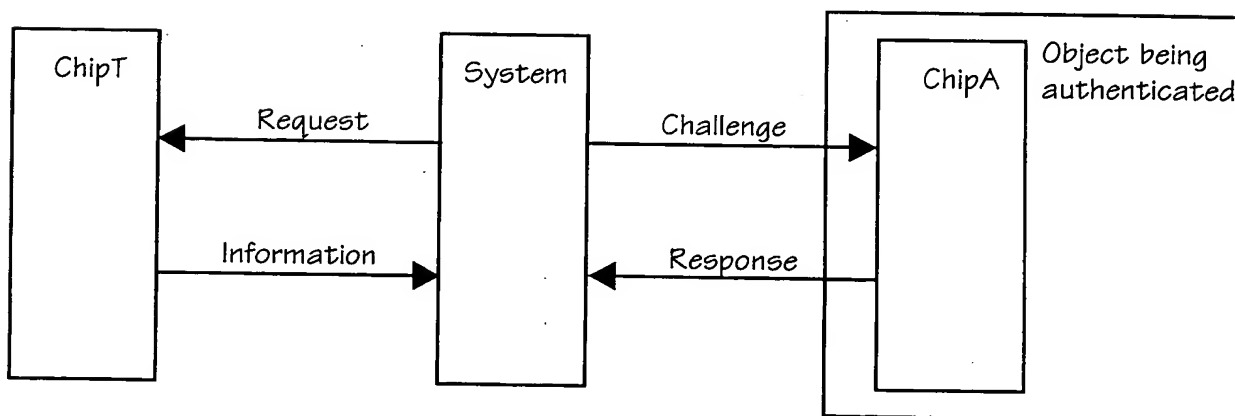 ChipT
System
ChipA
Object being
authenticated
Request
Challenge
Information
Response